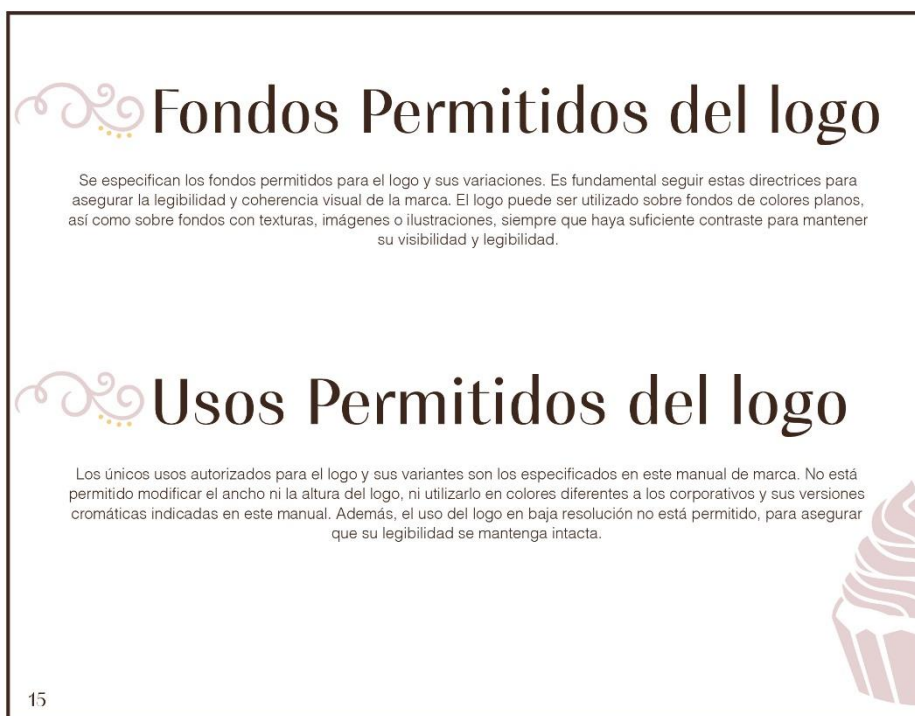 Fondos Permitidos del logo
Se especifican los fondos permitidos para el logo y sus variaciones. Es fundamental seguir estas directrices para
asegurar la legibilidad y coherencia visual de la marca. El logo puede ser utilizado sobre fondos de colores planos,
así como sobre fondos con texturas, imágenes o ilustraciones, siempre que haya suficiente contraste para mantener
su visibilidad y legibilidad.
Usos Permitidos del logo
Los únicos usos autorizados para el logo y sus variantes son los especificados en este manual de marca. No está
permitido modificar el ancho ni la altura del logo, ni utilizarlo en colores diferentes a los corporativos y sus versiones
cromáticas indicadas en este manual. Además, el uso del logo en baja resolución no está permitido, para asegurar
que su legibilidad se mantenga intacta.
15